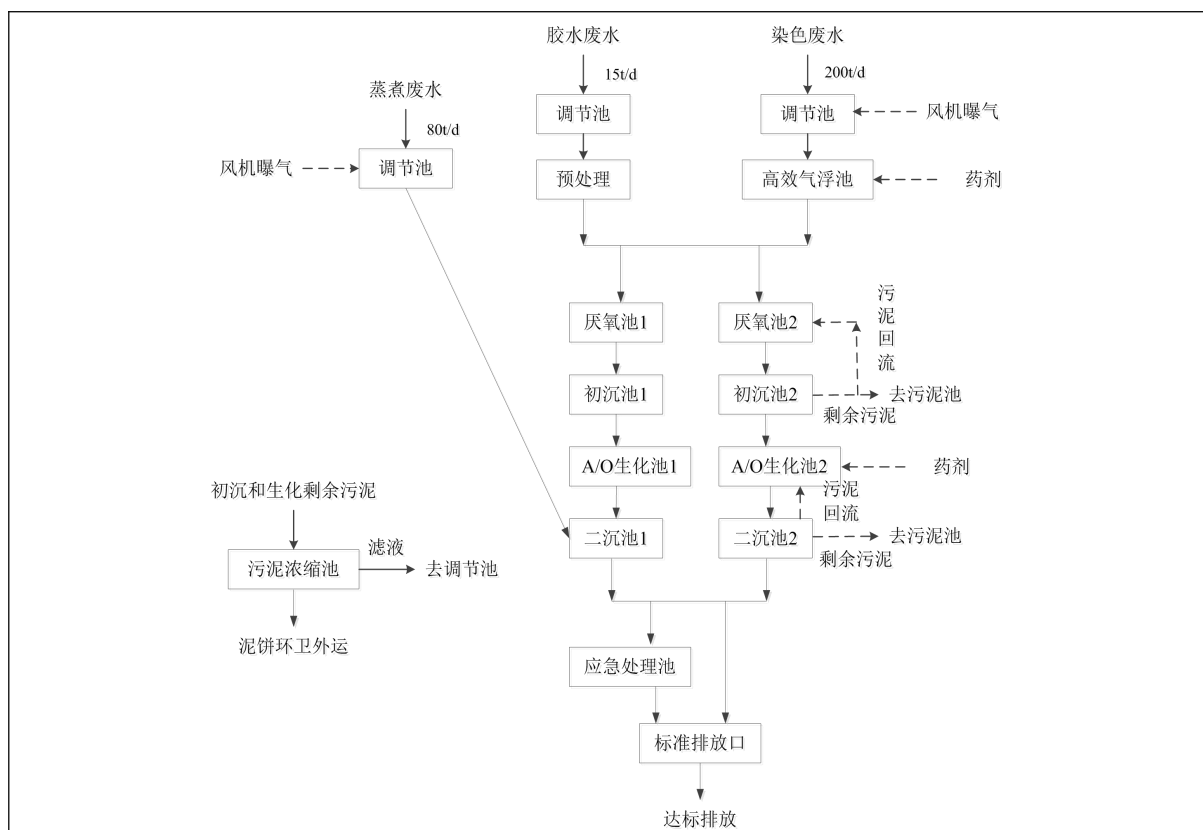 胶水废水
染色废水
15t/d
200t/d
蒸煮废水
80t/d
调节池
调节池
风机曝气
风机曝气
调节池
预处理
高效气浮池
药剂
厌氧池1
厌氧池2
污泥回流
初沉池1
初沉池2
去污泥池
剩余污泥
A/O生化池1
A/O生化池2
药剂
初沉和生化剩余污泥
污泥
回流
二沉池1
二沉池2
去污泥池
剩余污泥
滤液
污泥浓缩池
去调节池
泥饼环卫外运
应急处理池
标准排放口
达标排放